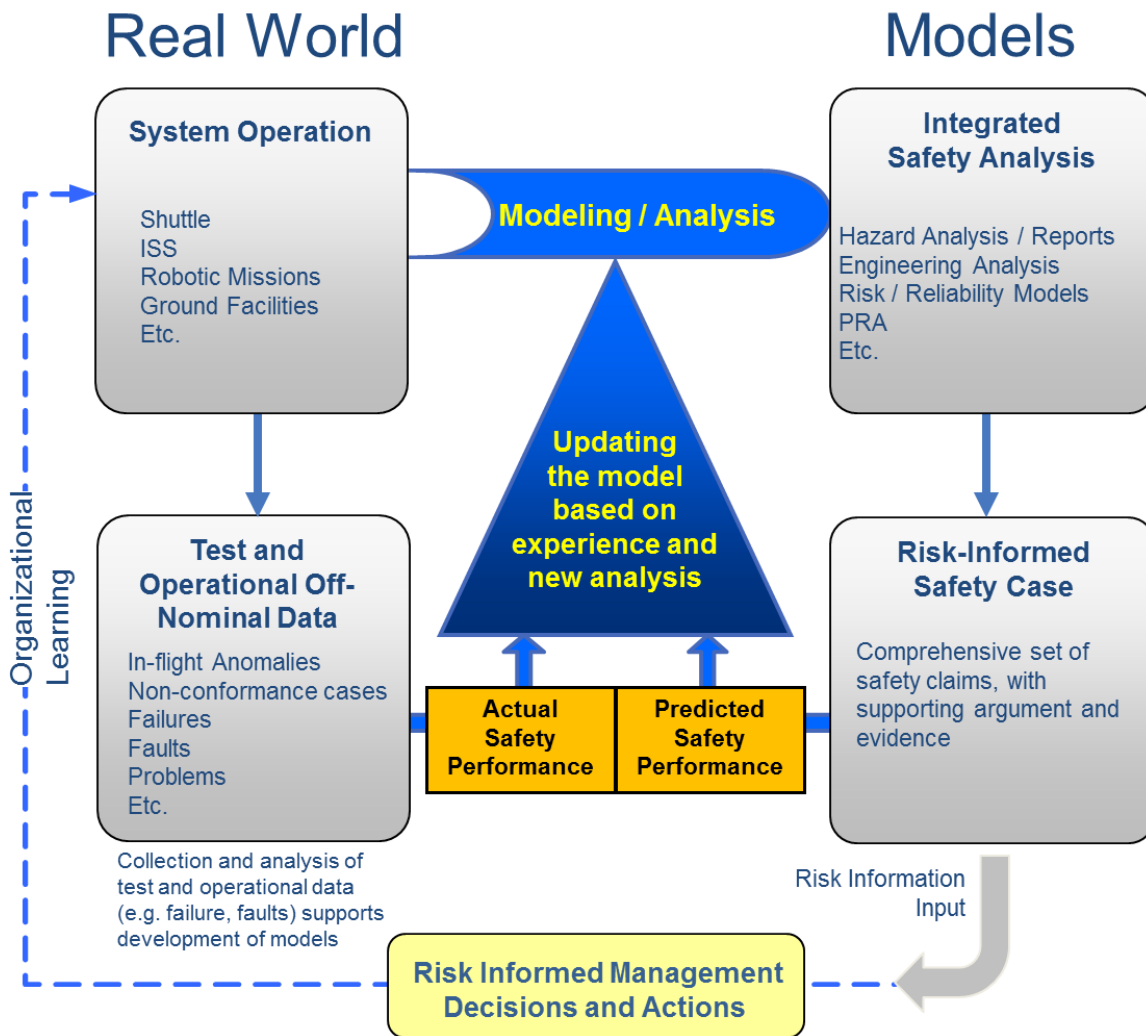 Real World
Models
System Operation
Shuttle
ISS
Robotic Missions
Ground Facilities
Etc.
Modeling / Analysis
Integrated
Safety Analysis
Hazard Analysis / Reports
Engineering Analysis
Risk / Reliability Models
PRA
Etc.
Updating
the model
based on
experience and
new analysis
Organizational
Learning
Test and
Operational Off-
Nominal Data
In-flight Anomalies
Non-conformance cases
Failures
Faults
Problems
Etc.
Actual
Safety
Performance
Predicted
Safety
Performance
Risk-Informed
Safety Case
Comprehensive set of
safety claims, with
supporting argument and
evidence
Collection and analysis of
test and operational data
(e.g. failure, faults) supports
development of models
Risk Information
Input
Risk Informed Management
Decisions and Actions